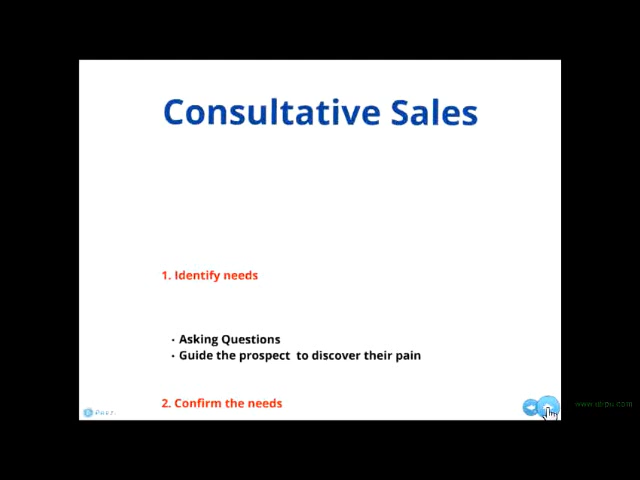 Consultative Sales
1. Identify needs
• Asking Questions
• Guide the prospect to discover their pain
2. Confirm the needs